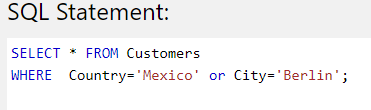 SQL Statement:
SELECT * FROM Customers
WHERE  Country='Mexico' or City='Berlin';